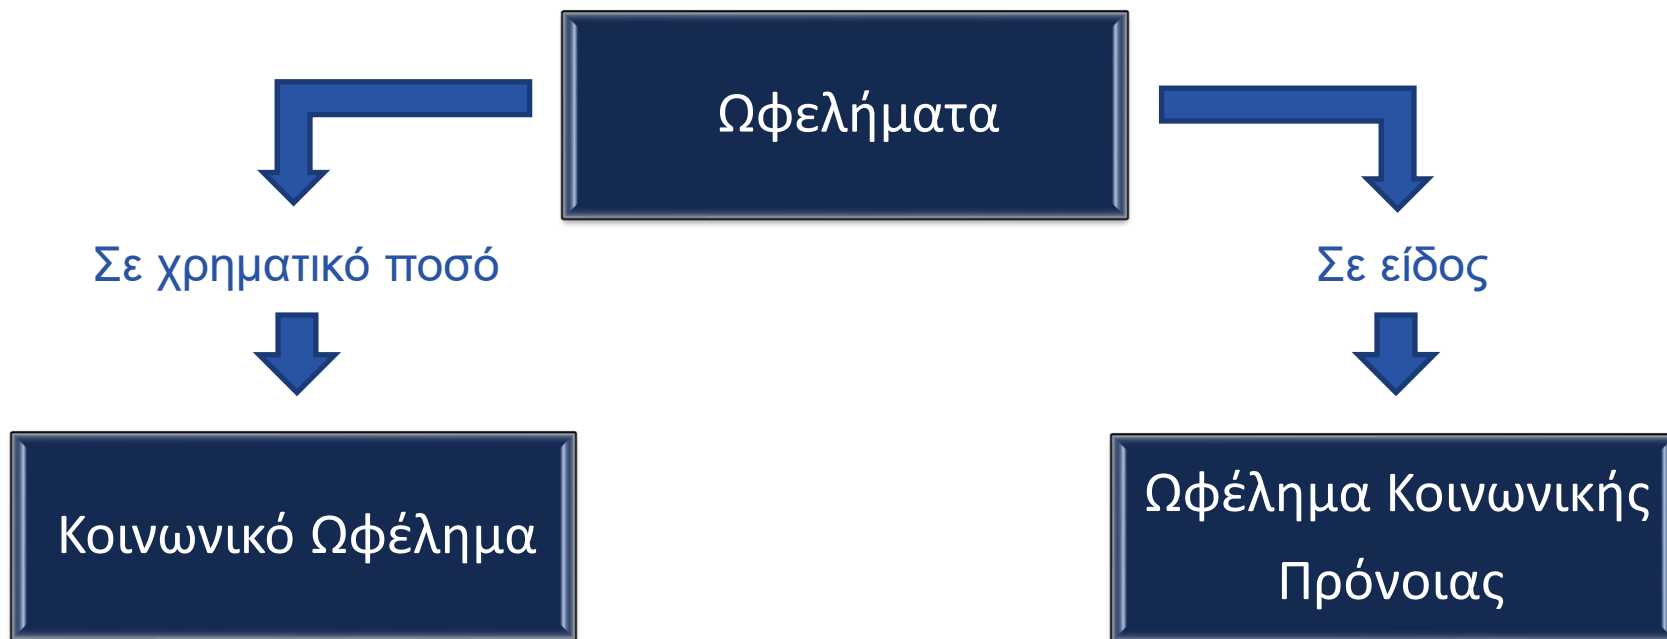 Ωφελήματα
Σε χρηματικό ποσό
Σε είδος
Κοινωνικό Ωφέλημα
Ωφέλημα Κοινωνικής
Πρόνοιας